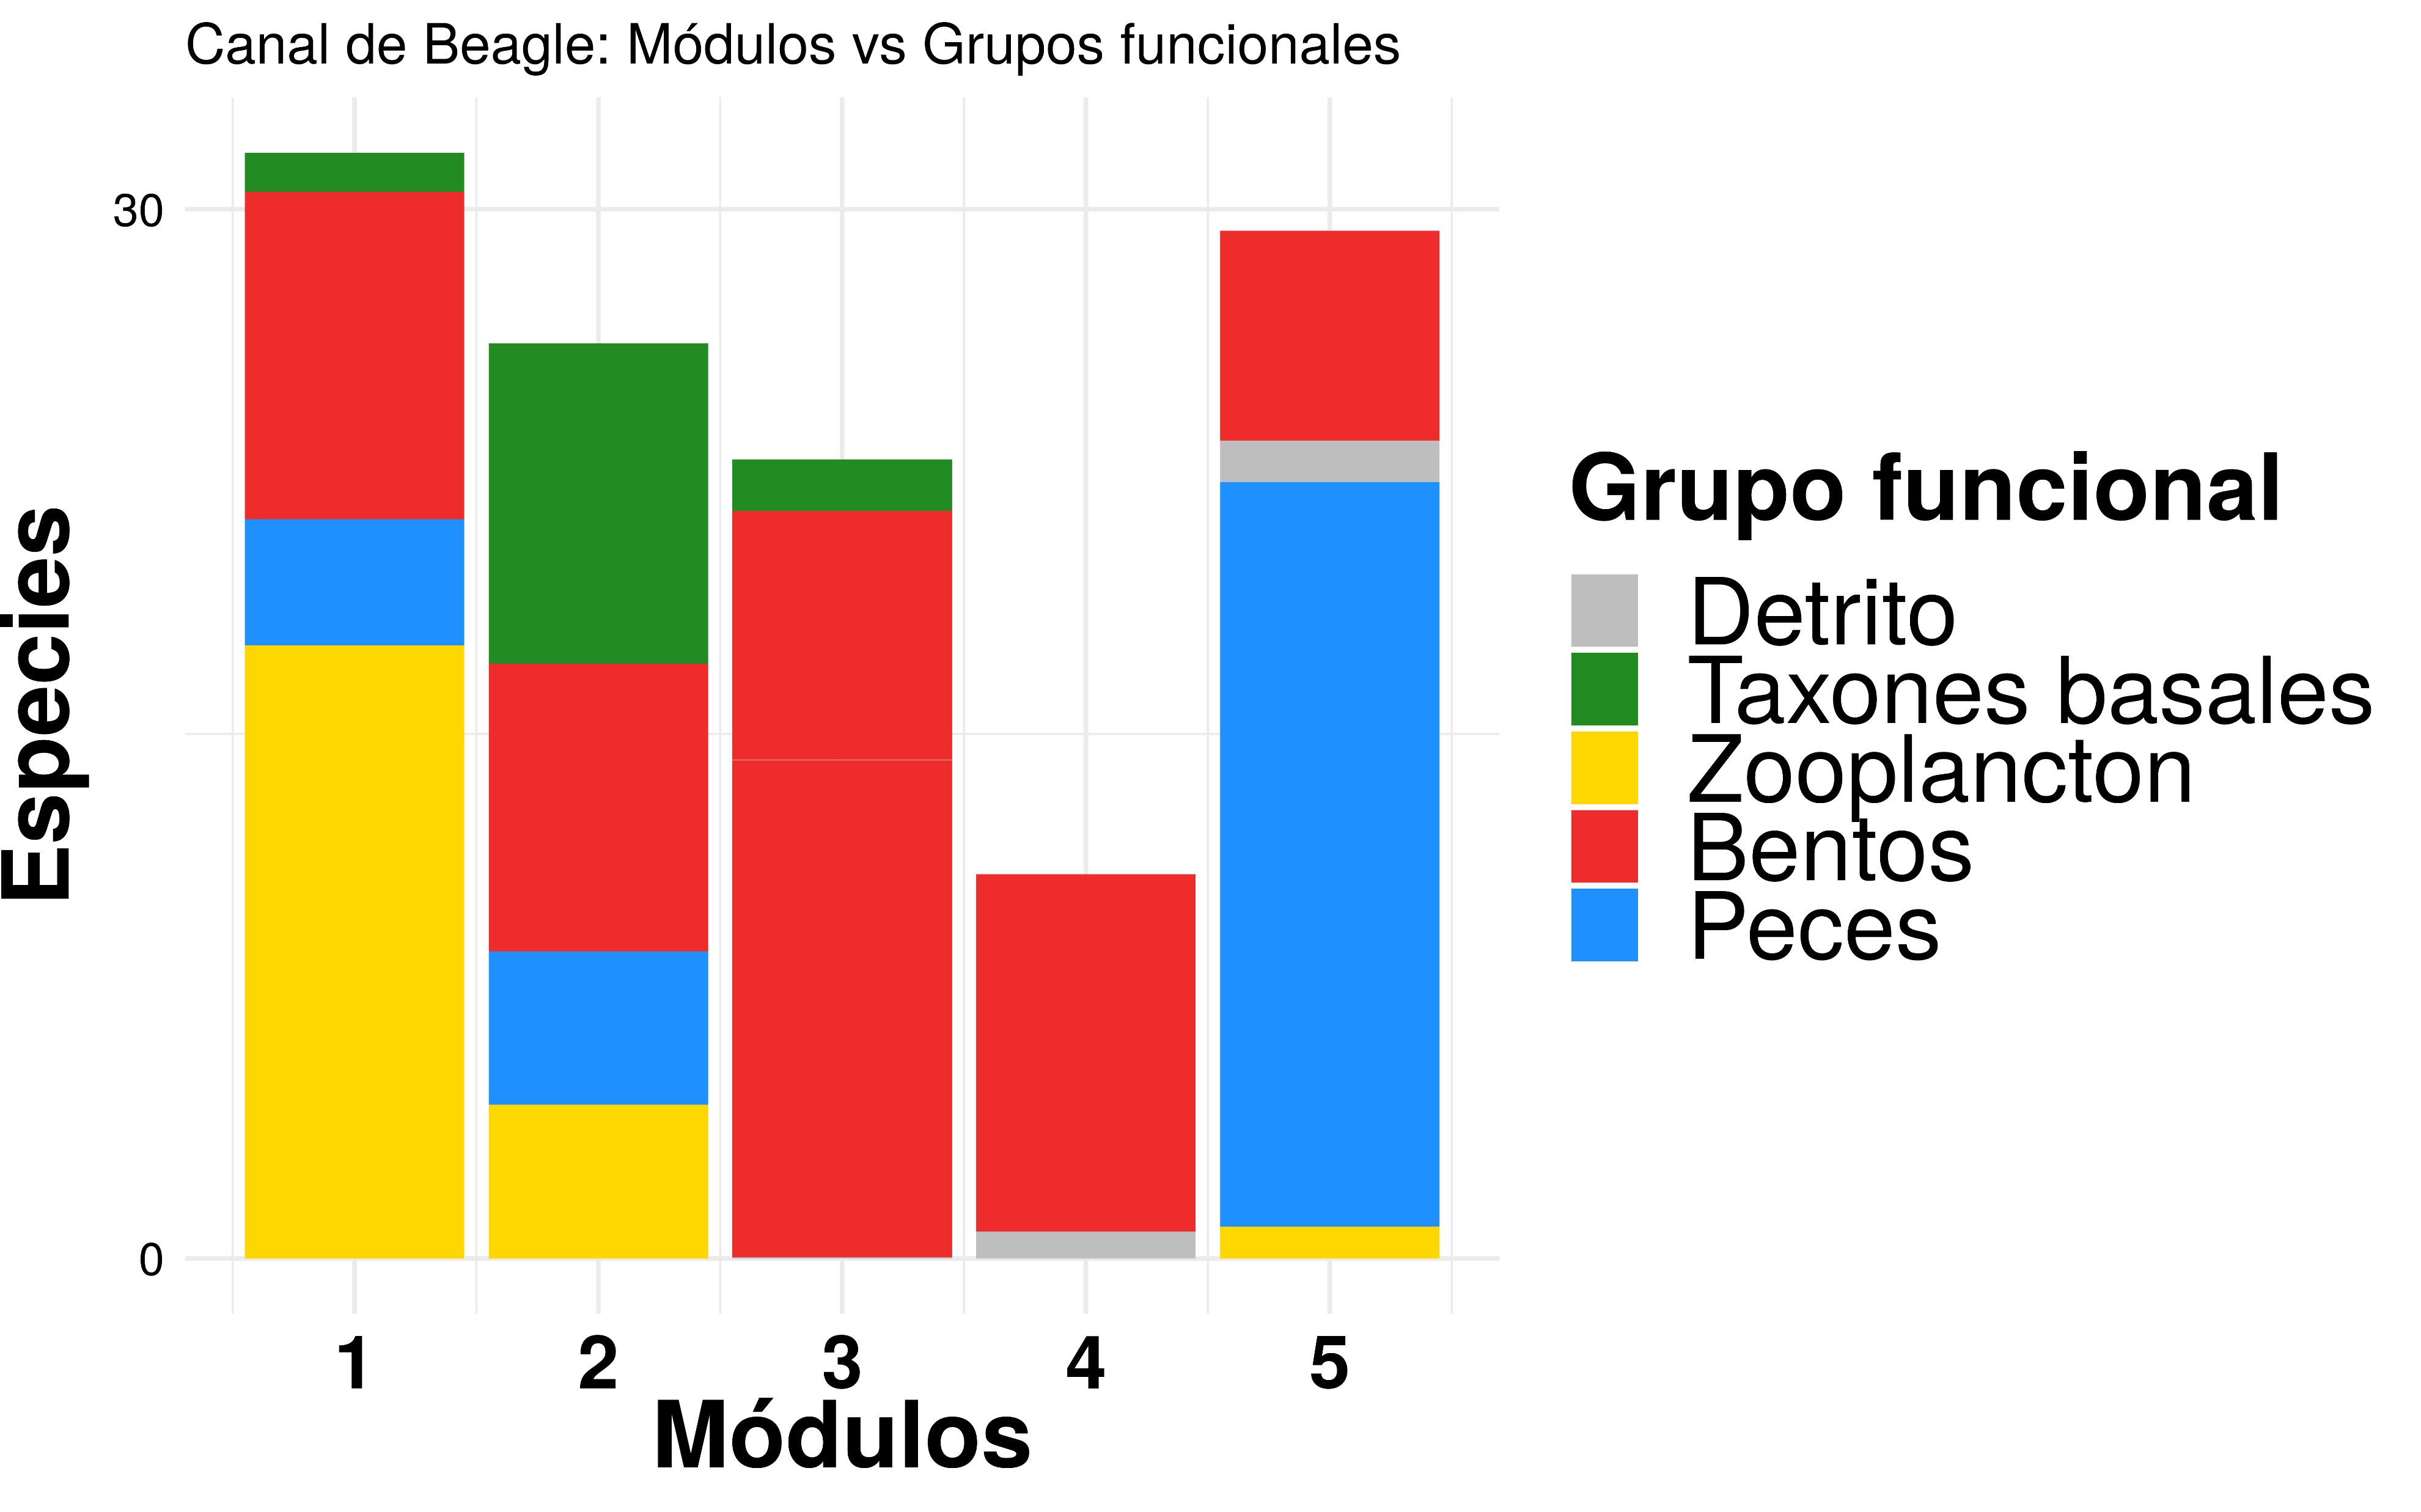 Canal de Beagle: Módulos vs Grupos funcionales
30
0
Especies
1 2 3 4 5
Módulos
Grupo funcional
Detrito
Taxones basales
Zooplancton
Bentos
Peces